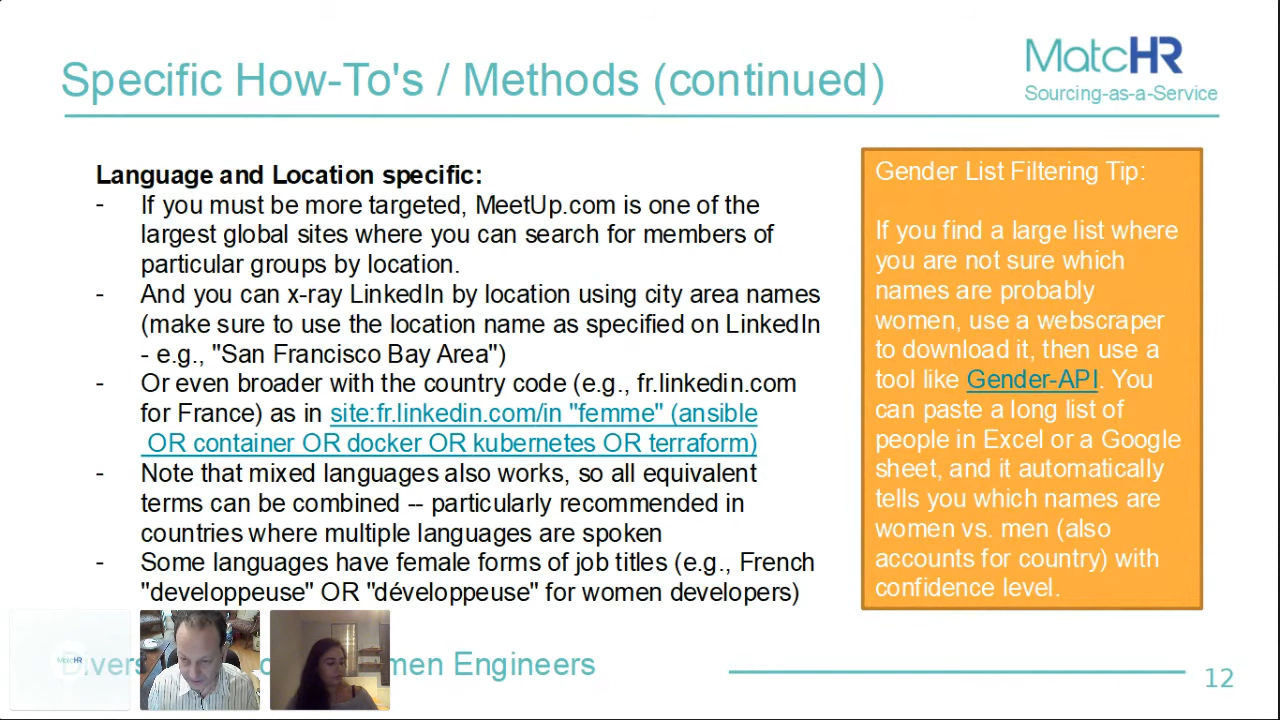 Specific How-To's / Methods (continued)
MatcHR
Sourcing-as-a-Service
Language and Location specific:
- If you must be more targeted, MeetUp.com is one of the
largest global sites where you can search for members of
particular groups by location.
- And you can x-ray LinkedIn by location using city area names
(make sure to use the location name as specified on LinkedIn
- e.g., "San Francisco Bay Area")
- Or even broader with the country code (e.g., fr.linkedin.com
for France) as in site:fr.linkedin.com/in "femme" (ansible
OR container OR docker OR kubernetes OR terraform)
- Note that mixed languages also works, so all equivalent
terms can be combined -- particularly recommended in
countries where multiple languages are spoken
- Some languages have female forms of job titles (e.g., French
"developpeuse" OR "développeuse" for women developers)
Gender List Filtering Tip:
If you find a large list where
you are not sure which
names are probably
women, use a webscraper
to download it, then use a
tool like Gender-API. You
can paste a long list of
people in Excel or a Google
sheet, and it automatically
tells you which names are
women vs. men (also
accounts for country) with
confidence level.
MatcHR
Engineers
12